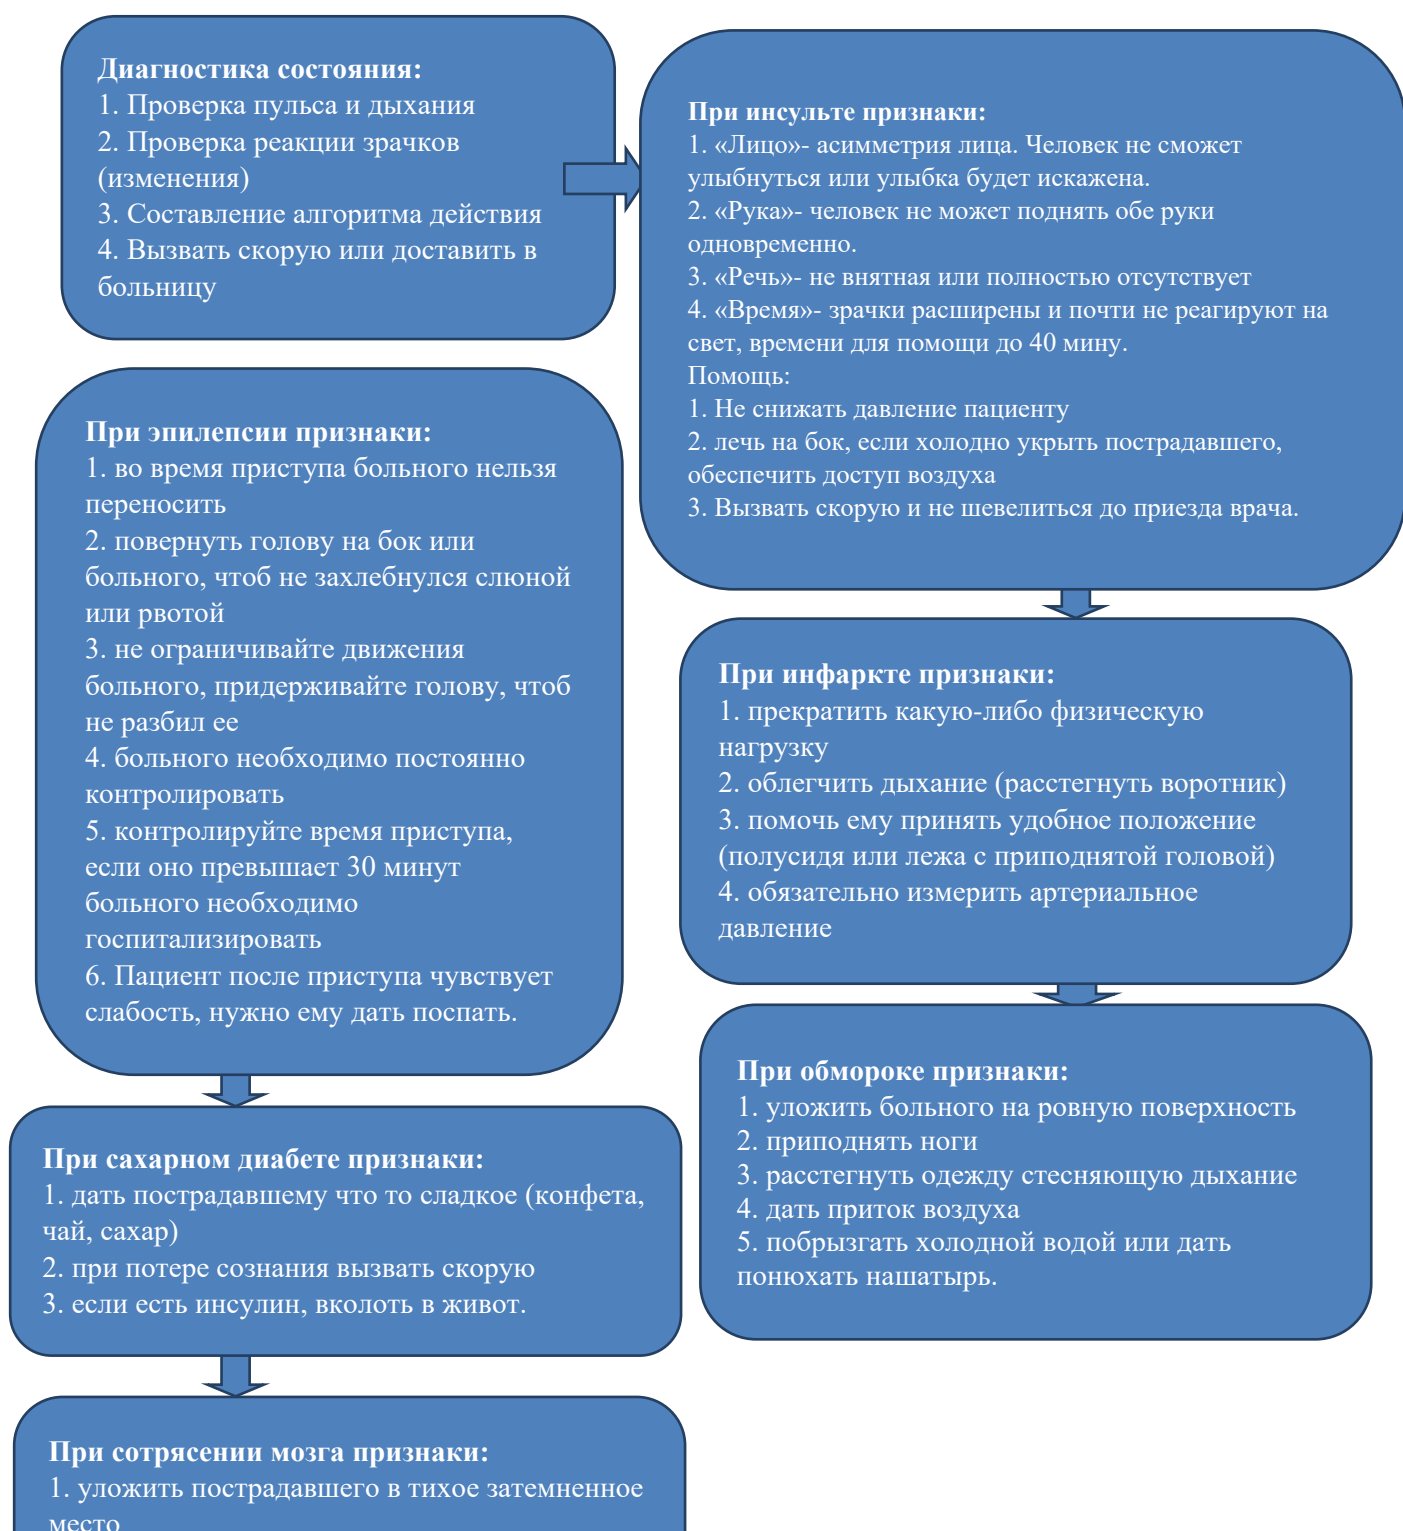 Диагностика состояния:
1. Проверка пульса и дыхания
2. Проверка реакции зрачков
(изменения)
3. Составление алгоритма действия
4. Вызвать скорую или доставить в
больницу
При инсульте признаки:
1. «Лицо»- асимметрия лица. Человек не сможет
улыбнуться или улыбка будет искажена.
2. «Рука»- человек не может поднять обе руки
одновременно.
3. «Речь»- не внятная или полностью отсутствует
4. «Время»- зрачки расширены и почти не реагируют на
свет, времени для помощи до 40 мину.
Помощь:
1. Не снижать давление пациенту
2. лечь на бок, если холодно укрыть пострадавшего,
обеспечить доступ воздуха
3. Вызвать скорую и не шевелиться до приезда врача.
При эпилепсии признаки:
1. во время приступа больного нельзя
переносить
2. повернуть голову на бок или
больного, чтоб не захлебнулся слюной
или рвотой
3. не ограничивайте движения
больного, придерживайте голову, чтоб
не разбил ее
4. больного необходимо постоянно
контролировать
5. контролируйте время приступа,
если оно превышает 30 минут
больного необходимо
госпитализировать
6. Пациент после приступа чувствует
слабость, нужно ему дать поспать.
При инфаркте признаки:
1. прекратить какую-либо физическую
нагрузку
2. облегчить дыхание (расстегнуть воротник)
3. помочь ему принять удобное положение
(полусидя или лежа с приподнятой головой)
4. обязательно измерить артериальное
давление
При обмороке признаки:
1. уложить больного на ровную поверхность
2. приподнять ноги
3. расстегнуть одежду стесняющую дыхание
4. дать приток воздуха
5. побрызгать холодной водой или дать
понюхать нашатырь.
При сахарном диабете признаки:
1. дать пострадавшему что то сладкое (конфета,
чай, сахар)
2. при потере сознания вызвать скорую
3. если есть инсулин, вколоть в живот.
При сотрясении мозга признаки:
1. уложить пострадавшего в тихое затемненное
место